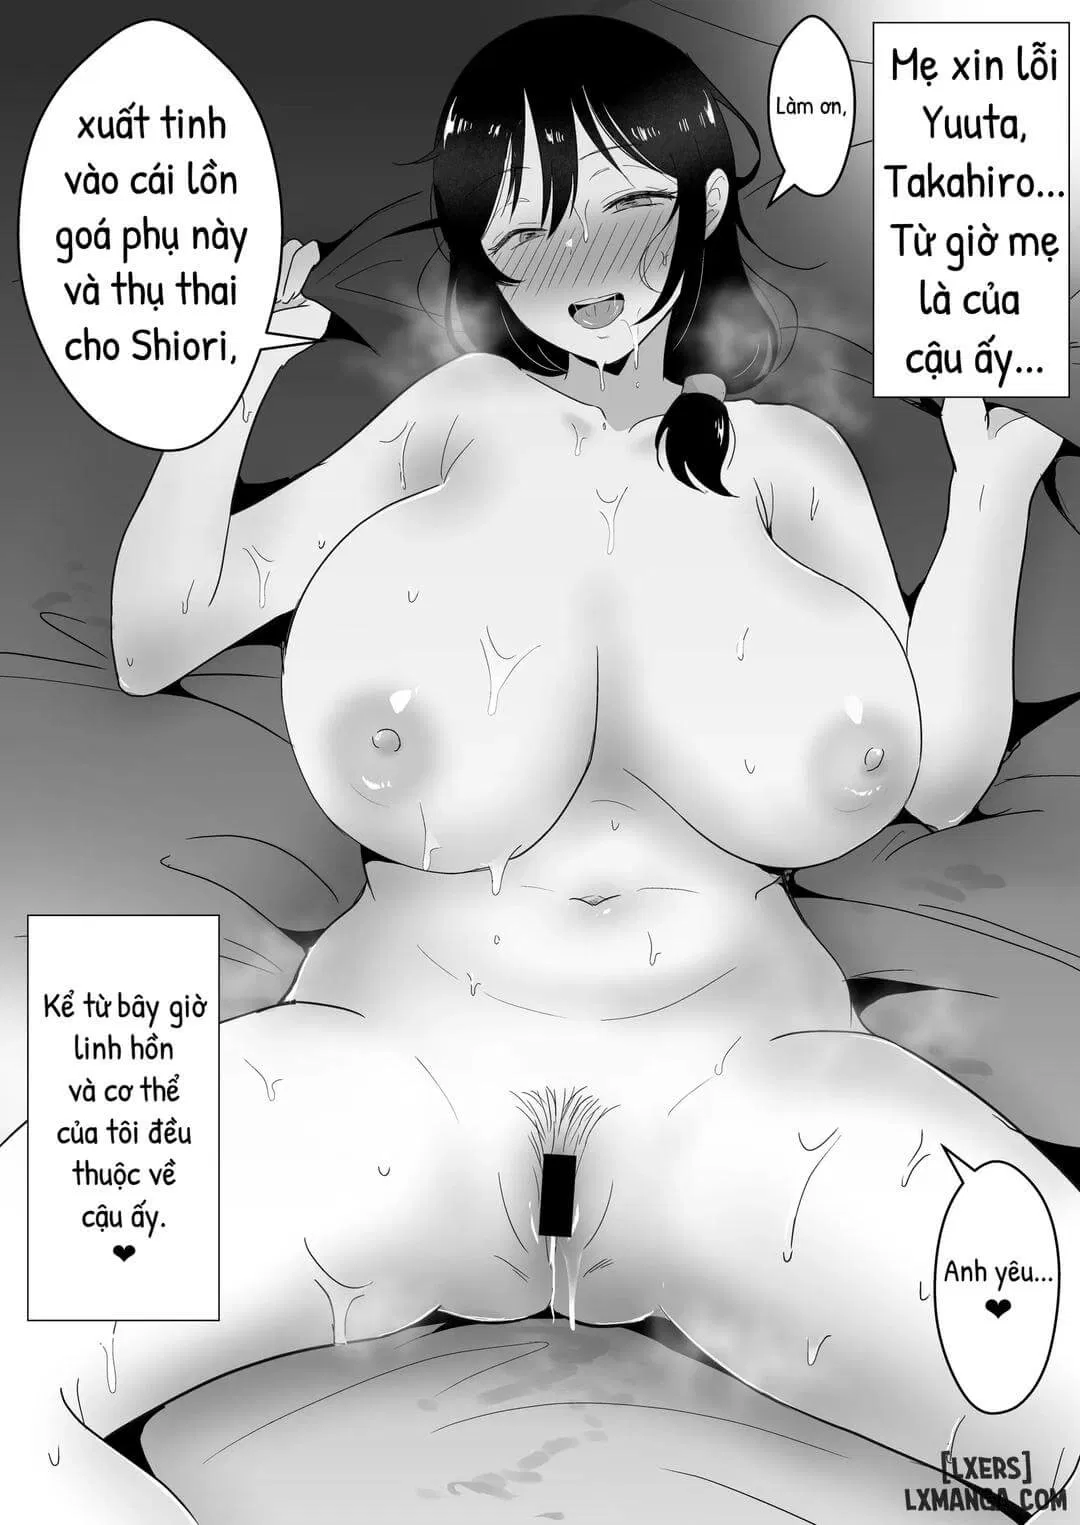 Mẹ xin lỗi
Yuuta,
Takahiro...
Từ giờ mẹ
là của
cậu ấy...
Làm ơn,
xuất tinh
vào cái lồn
goá phụ này
và thụ thai
cho Shiori,
Anh yêu...
❤
Kể từ bây giờ
linh hồn
và cơ thể
của tôi đều
thuộc về
cậu ấy.
❤
[LXERS]
LXMANGA.COM